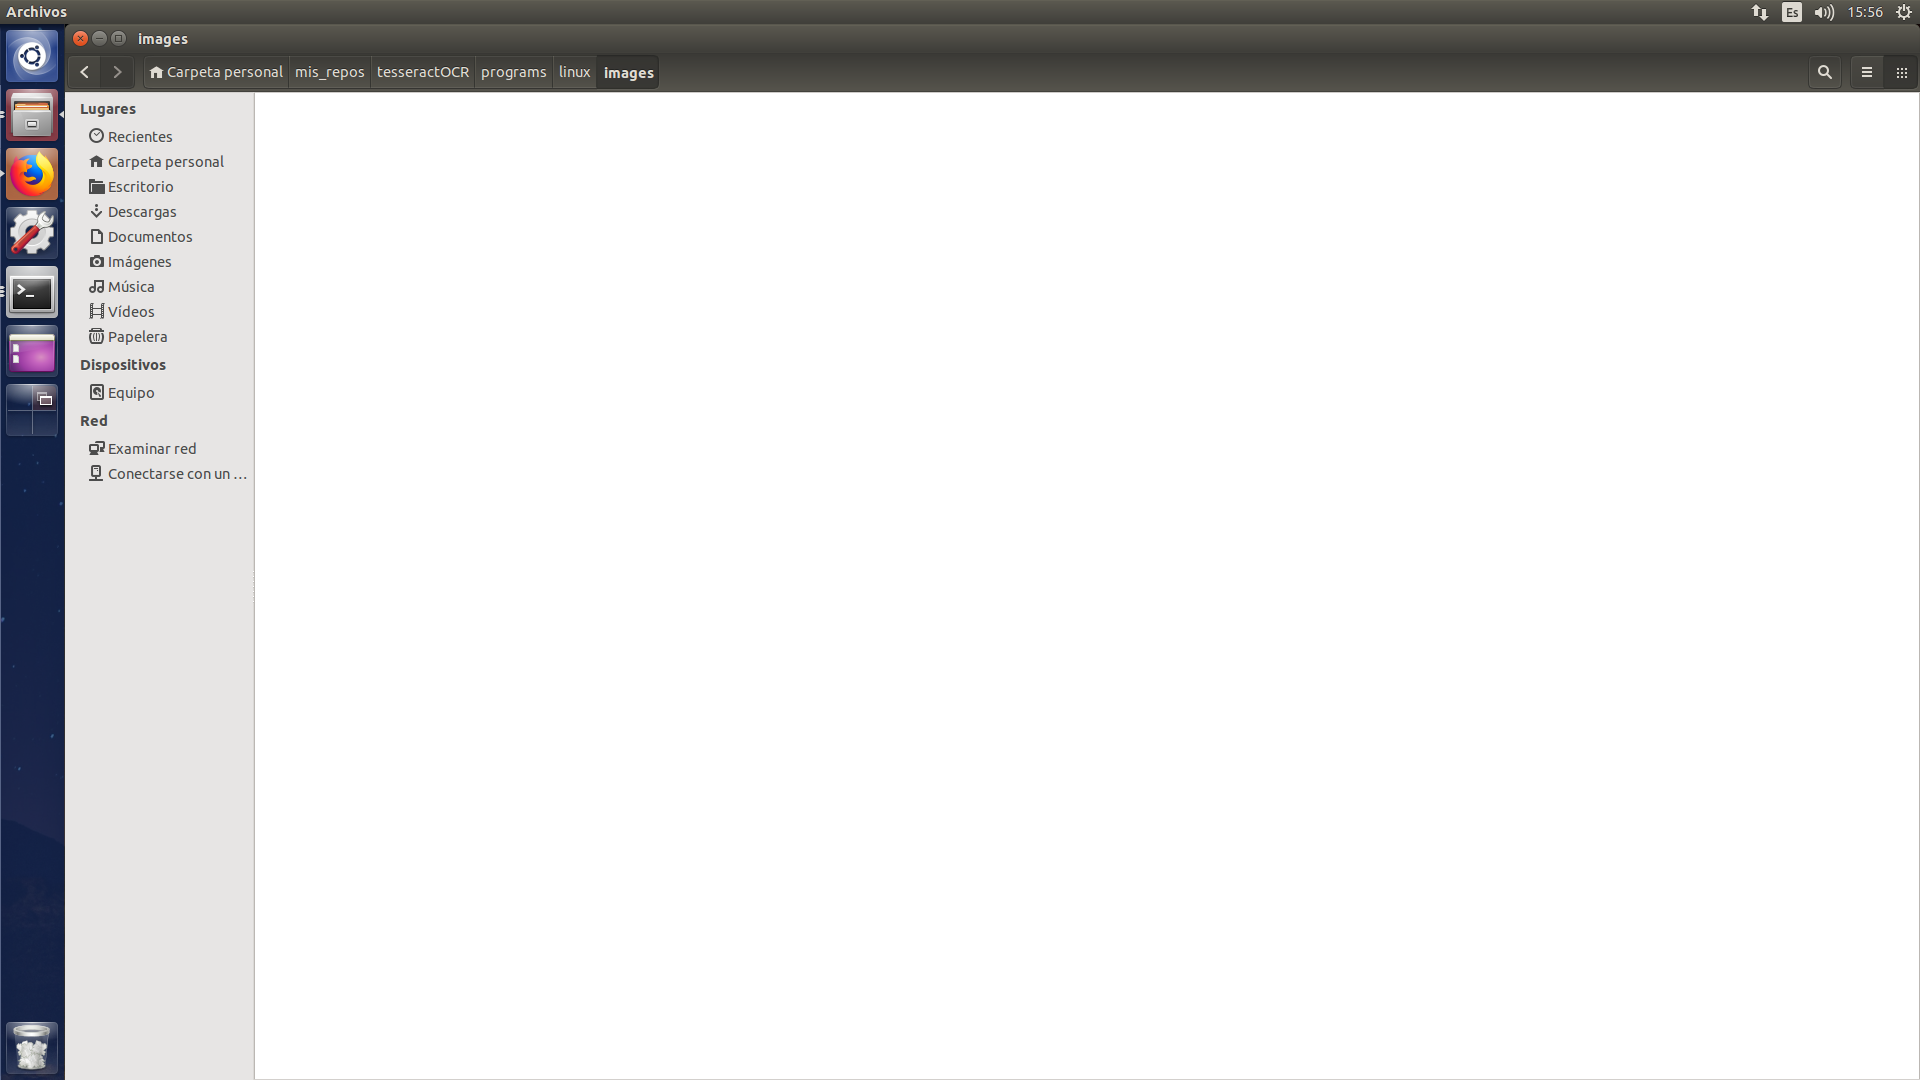 Archivos
Es
15:56
images
Carpeta personal mis_repos tesseractOCR programs linux images
Lugares
Recientes
Carpeta personal
Escritorio
Descargas
Documentos
Imágenes
Música
Vídeos
Papelera
Dispositivos
Equipo
Red
Examinar red
Conectarse con un …